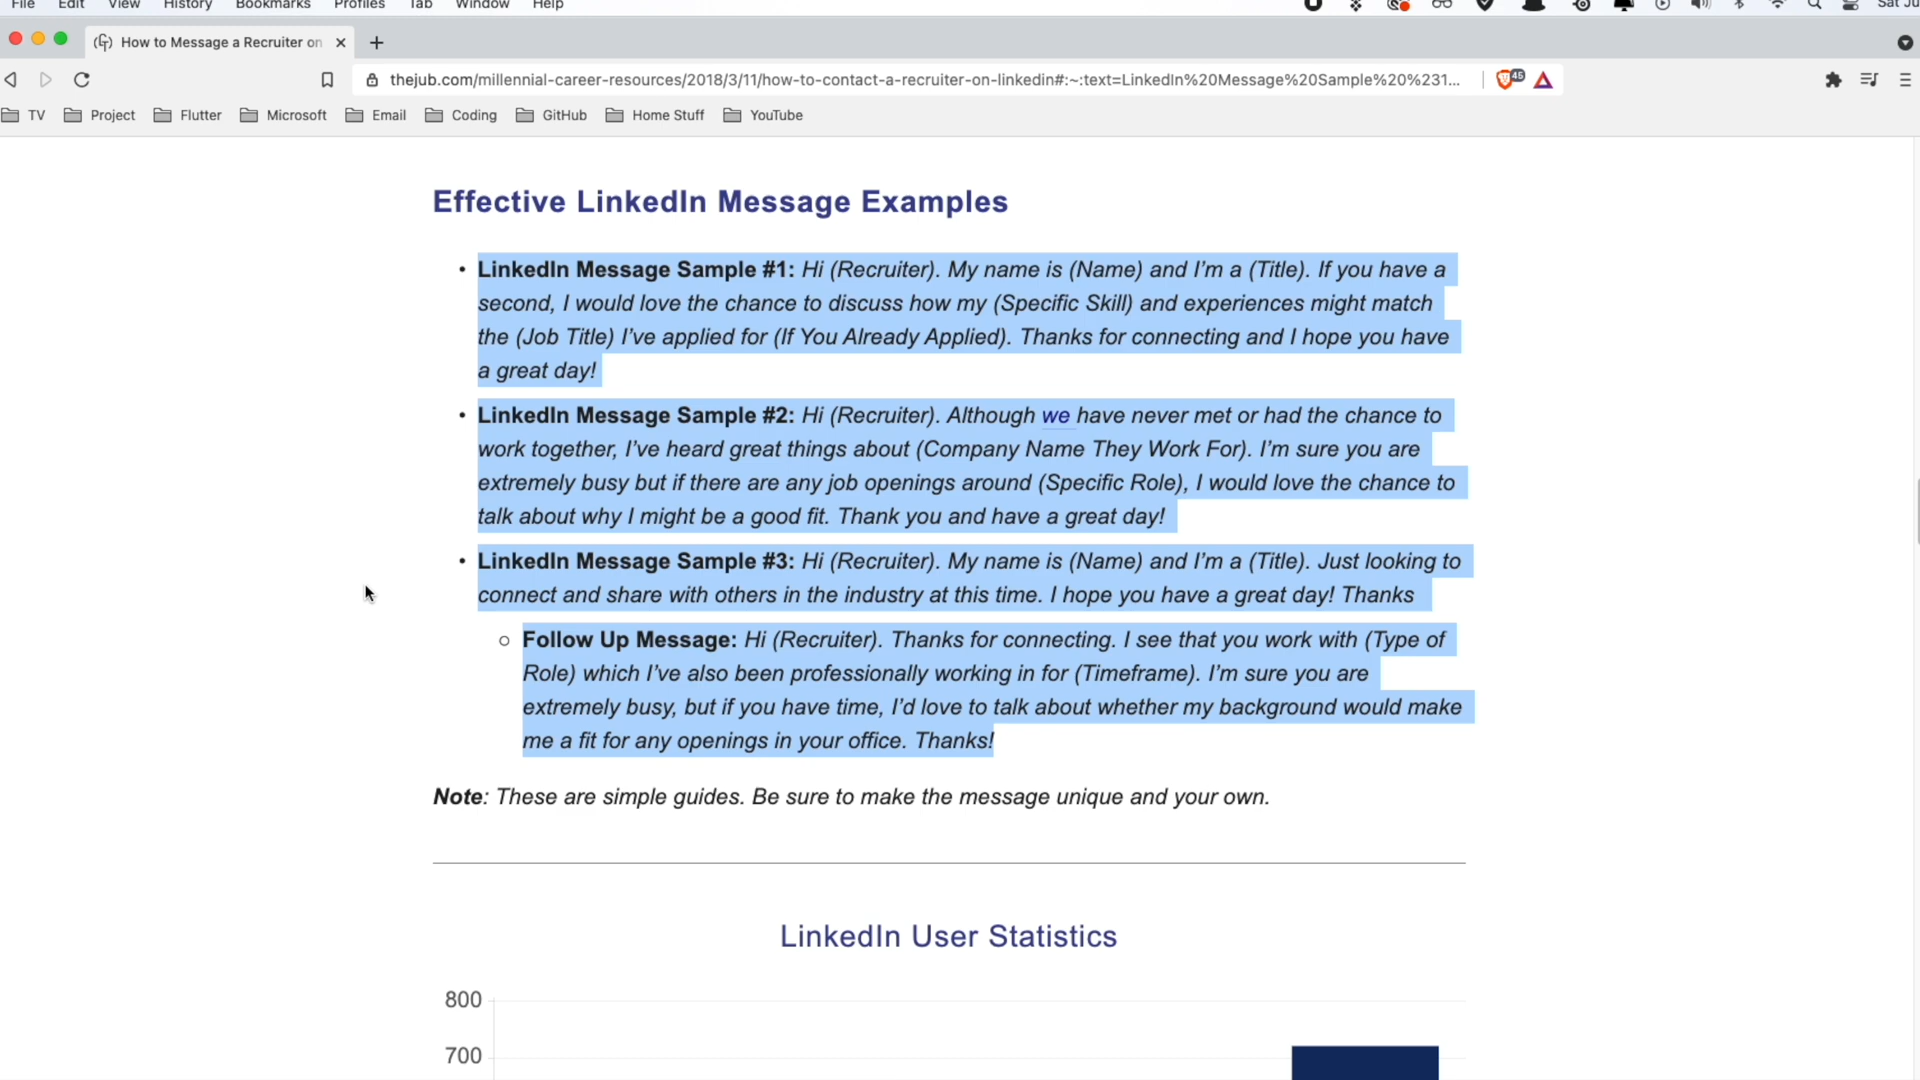 File Edit View History Bookmarks Profiles Tab Window Help
How to Message a Recruiter on
thejub.com/millennial-career-resources/2018/3/11/how-to-contact-a-recruiter-on-linkedin#:~:text=LinkedIn%20Message%20Sample%20%231... 45
TV Project Flutter Microsoft Email Coding GitHub Home Stuff YouTube
Effective LinkedIn Message Examples
• LinkedIn Message Sample #1: Hi (Recruiter). My name is (Name) and I’m a (Title). If you have a
second, I would love the chance to discuss how my (Specific Skill) and experiences might match
the (Job Title) I’ve applied for (If You Already Applied). Thanks for connecting and I hope you have
a great day!
• LinkedIn Message Sample #2: Hi (Recruiter). Although we have never met or had the chance to
work together, I’ve heard great things about (Company Name They Work For). I’m sure you are
extremely busy but if there are any job openings around (Specific Role), I would love the chance to
talk about why I might be a good fit. Thank you and have a great day!
• LinkedIn Message Sample #3: Hi (Recruiter). My name is (Name) and I’m a (Title). Just looking to
connect and share with others in the industry at this time. I hope you have a great day! Thanks
Follow Up Message: Hi (Recruiter). Thanks for connecting. I see that you work with (Type of
Role) which I’ve also been professionally working in for (Timeframe). I’m sure you are
extremely busy, but if you have time, I’d love to talk about whether my background would make
me a fit for any openings in your office. Thanks!
Note: These are simple guides. Be sure to make the message unique and your own.
LinkedIn User Statistics
800
700